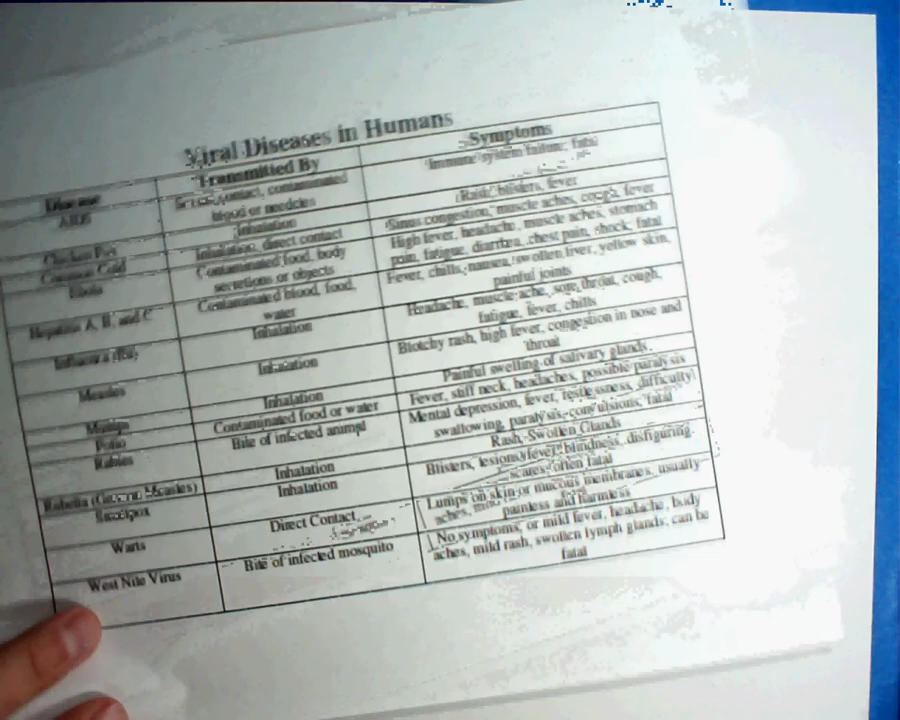 Viral Diseases in Humans
Disease Transmitted By Symptoms
AIDS contact, contaminated blood or needles Immune system failure, fatal
Chicken Pox Inhalation Rash, blisters, fever
Common Cold Inhalation, direct contact Sinus congestion, muscle aches, cough, fever
Ebola Contaminated food, body High fever, headache, muscle aches, stomach
secretions or objects pain, fatigue, diarrhea, chest pain, shock, fatal
Hepatitis A, B, and C Contaminated blood, food, Fever, chills, nausea, swollen liver, yellow skin,
water painful joints
Influenza (flu) Inhalation Headache, muscle ache, sore throat, cough,
fatigue, fever, chills
Measles Inhalation Blotchy rash, high fever, congestion in nose and
throat
Mumps Inhalation Painful swelling of salivary glands
Polio Contaminated food or water Fever, stiff neck, headaches, possible paralysis
Rabies Bite of infected animal Mental depression, fever, restlessness, difficulty
swallowing, paralysis, convulsions, fatal
Rubella (German Measles) Inhalation Rash, Swollen Glands
Smallpox Inhalation Blisters, lesions, fever, blindness, disfiguring
scars, often fatal
Warts Direct Contact Lumps on skin or mucous membranes, usually
painless and harmless
West Nile Virus Bite of infected mosquito No symptoms, or mild fever, headache, body
aches, mild rash, swollen lymph glands; can be
fatal